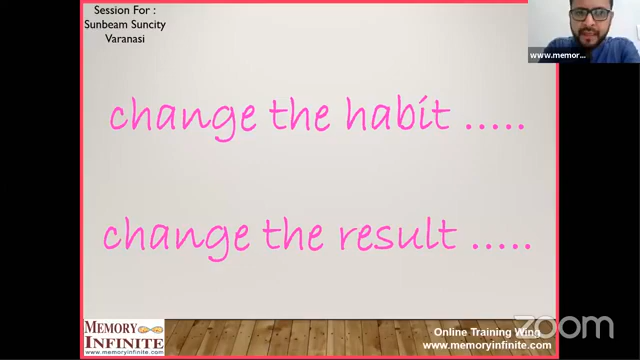 Session For :
Sunbeam Suncity
Varanasi
www.memor...
change the habit .....
change the result .....
MEMORY
INFINITE
www.memoryinfinite.com
Online Training Wing
www.memoryinfinite.com
zoom